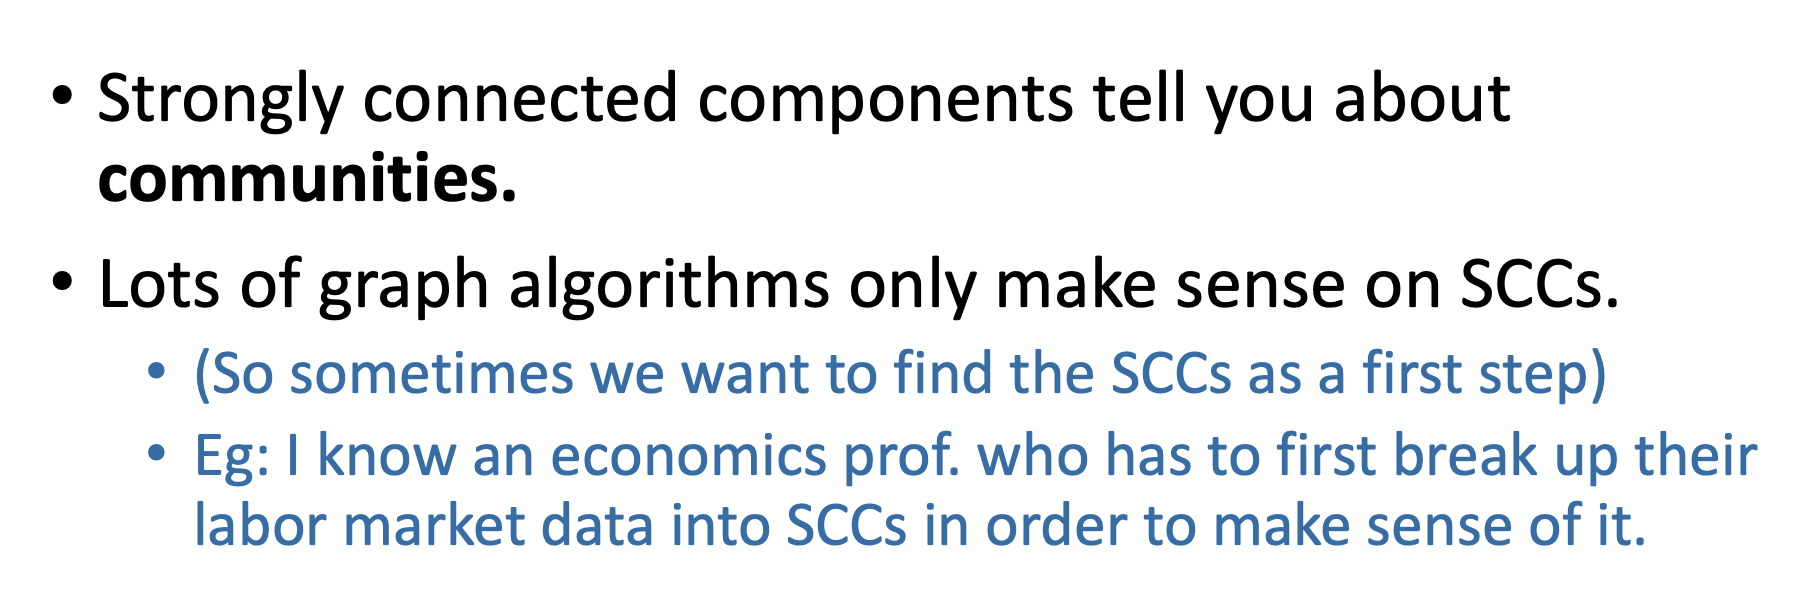 • Strongly connected components tell you about
communities.
• Lots of graph algorithms only make sense on SCCs.
• (So sometimes we want to find the SCCs as a first step)
• Eg: I know an economics prof. who has to first break up their
labor market data into SCCs in order to make sense of it.